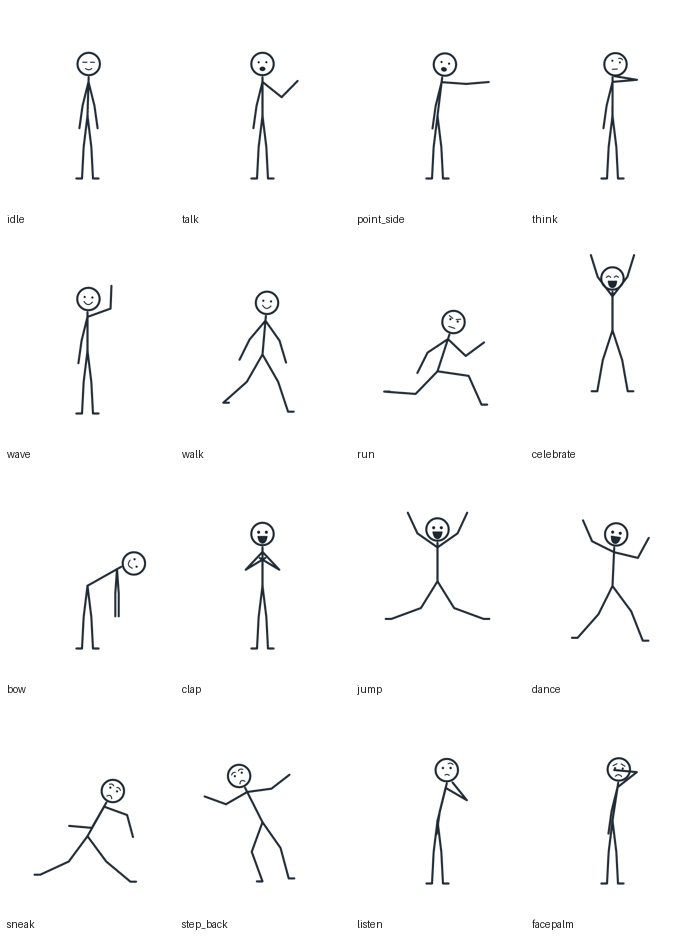 idle
talk
point_side
think
wave
walk
run
celebrate
bow
clap
jump
dance
sneak
step_back
listen
facepalm